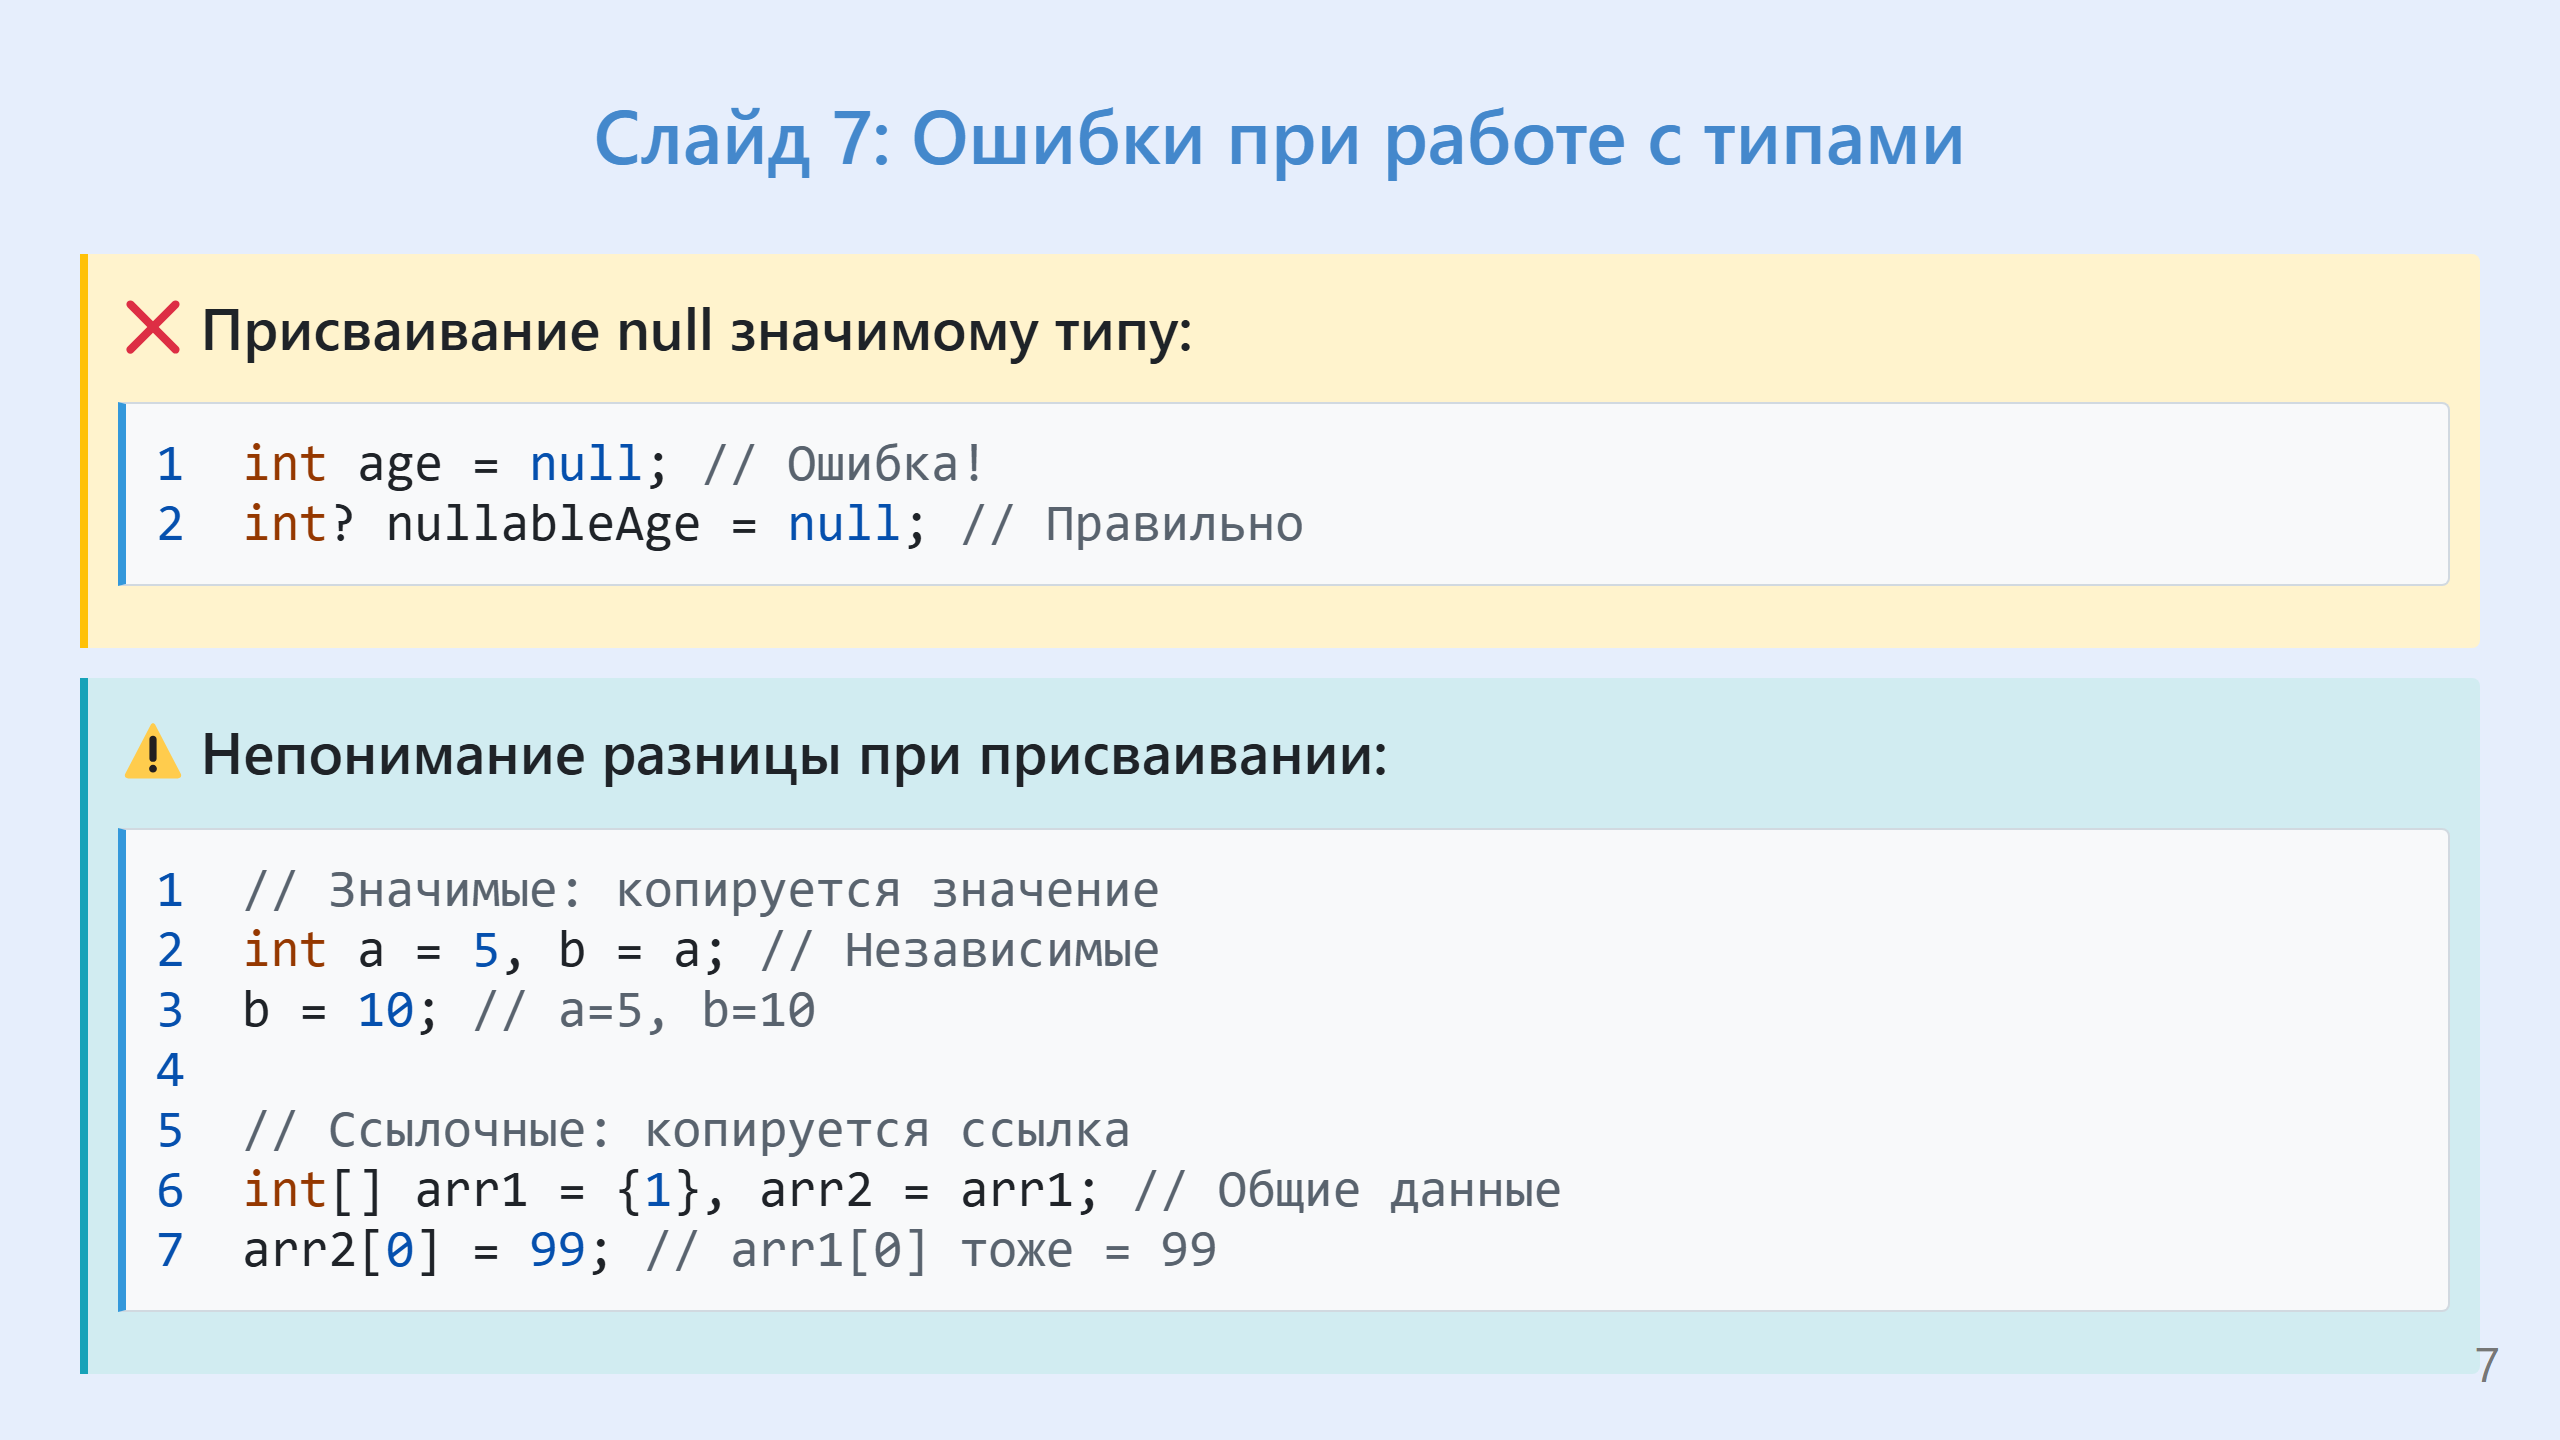 Слайд 7: Ошибки при работе с типами
❌ Присваивание null значимому типу:
1 int age = null; // Ошибка!
2 int? nullableAge = null; // Правильно
⚠️ Непонимание разницы при присваивании:
1 // Значимые: копируется значение
2 int a = 5, b = a; // Независимые
3 b = 10; // a=5, b=10
4
5 // Ссылочные: копируется ссылка
6 int[] arr1 = {1}, arr2 = arr1; // Общие данные
7 arr2[0] = 99; // arr1[0] тоже = 99
7